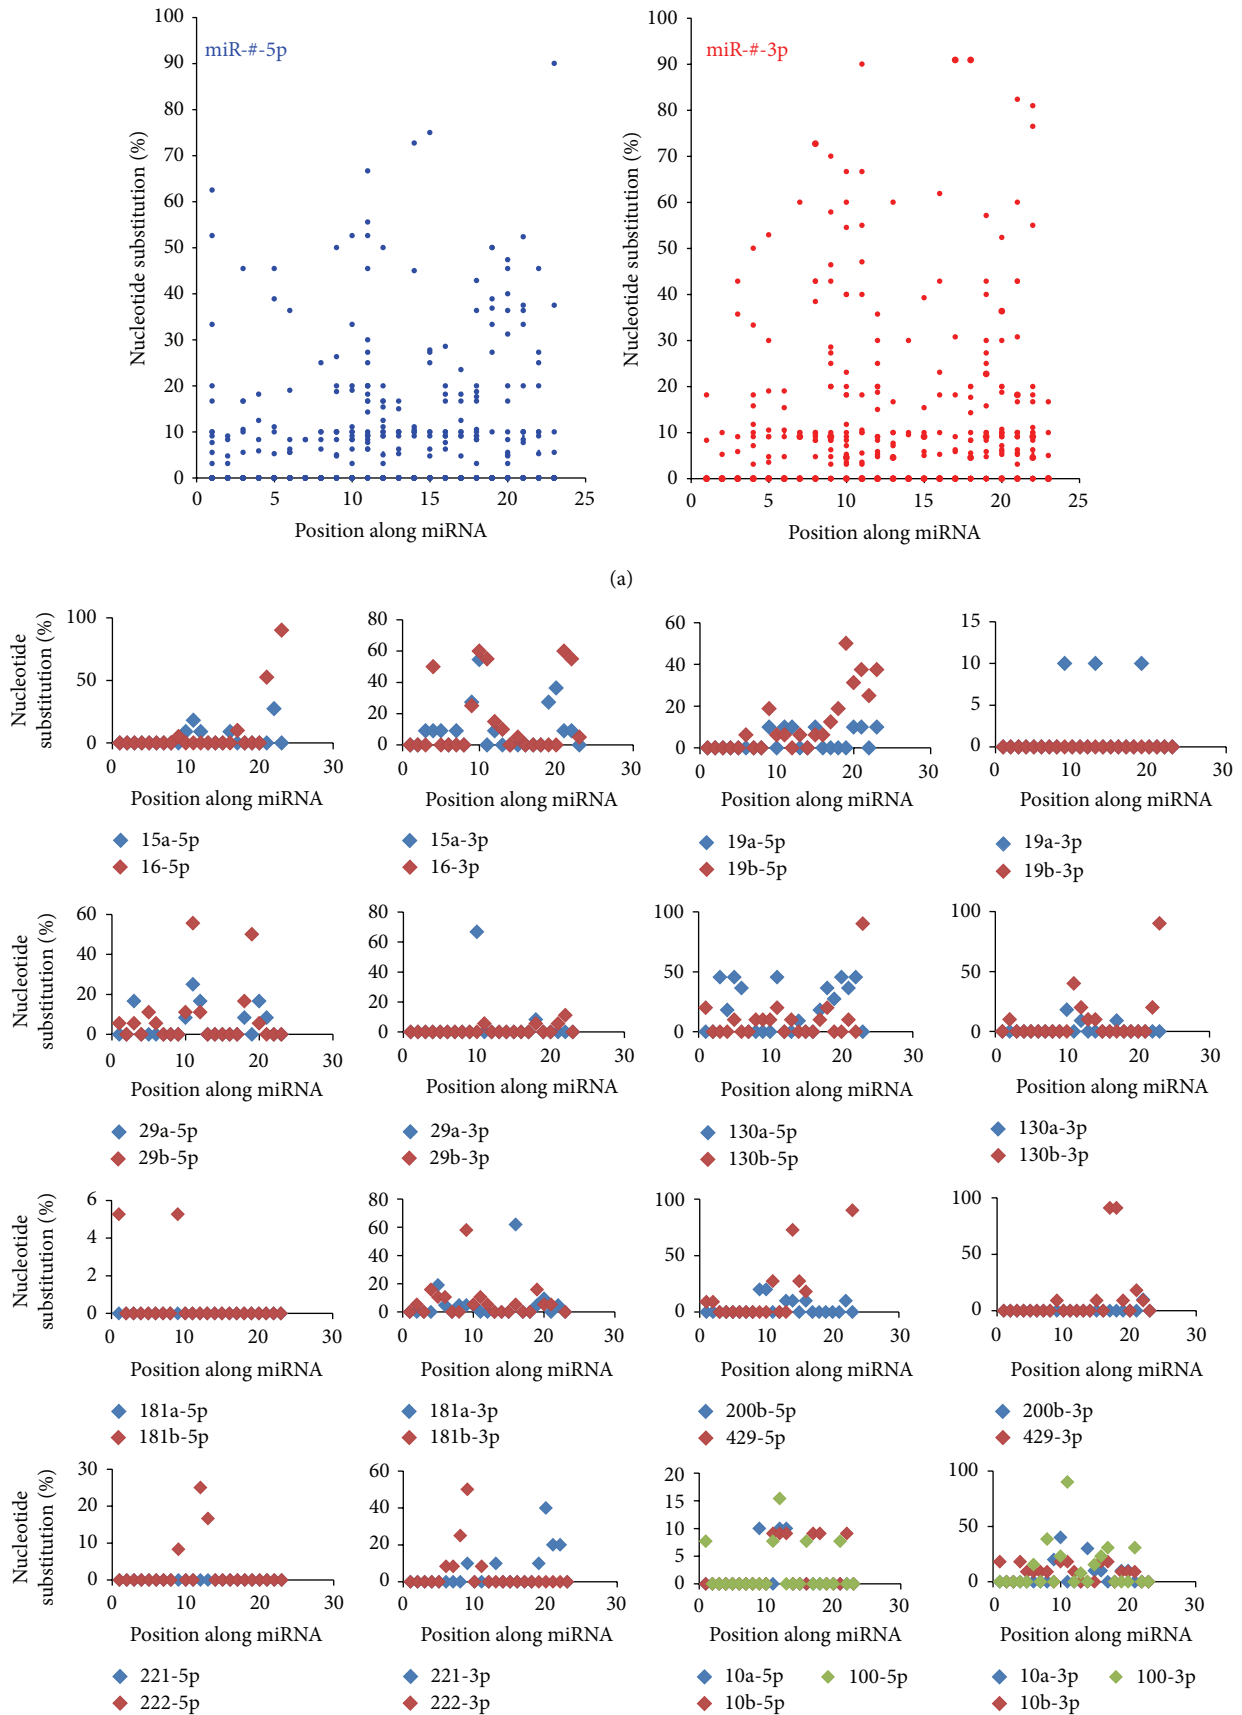 miR-#-5p
Nucleotide substitution (%)
100
90
80
70
60
50
40
30
20
10
0
0 5 10 15 20 25
Position along miRNA
miR-#-3p
Nucleotide substitution (%)
100
90
80
70
60
50
40
30
20
10
0
0 5 10 15 20 25
Position along miRNA
(a)
Nucleotide
substitution (%)
100
50
0
0 10 20 30
Position along miRNA
15a-5p
16-5p
80
60
40
20
0
0 10 20 30
Position along miRNA
15a-3p
16-3p
60
40
20
0
0 10 20 30
Position along miRNA
19a-5p
19b-5p
15
10
5
0
0 10 20 30
Position along miRNA
19a-3p
19b-3p
Nucleotide
substitution (%)
60
40
20
0
0 10 20 30
Position along miRNA
29a-5p
29b-5p
80
60
40
20
0
0 10 20 30
Position along miRNA
29a-3p
29b-3p
100
50
0
0 10 20 30
Position along miRNA
130a-5p
130b-5p
100
50
0
0 10 20 30
Position along miRNA
130a-3p
130b-3p
Nucleotide
substitution (%)
6
4
2
0
0 10 20 30
Position along miRNA
181a-5p
181b-5p
80
60
40
20
0
0 10 20 30
Position along miRNA
181a-3p
181b-3p
100
50
0
0 10 20 30
Position along miRNA
200b-5p
429-5p
100
50
0
0 10 20 30
Position along miRNA
200b-3p
429-3p
Nucleotide
substitution (%)
30
20
10
0
0 10 20 30
Position along miRNA
221-5p
222-5p
60
40
20
0
0 10 20 30
Position along miRNA
221-3p
222-3p
20
15
10
5
0
0 10 20 30
Position along miRNA
10a-5p 100-5p
10b-5p
100
50
0
0 10 20 30
Position along miRNA
10a-3p 100-3p
10b-3p